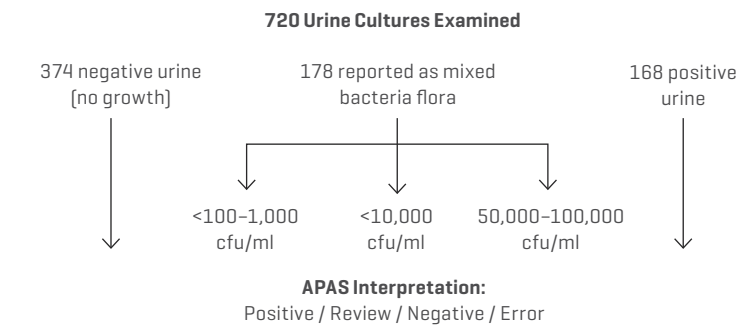 720 Urine Cultures Examined
374 negative urine
(no growth)
178 reported as mixed
bacteria flora
168 positive
urine
<100–1,000
cfu/ml
<10,000
cfu/ml
50,000–100,000
cfu/ml
APAS Interpretation:
Positive / Review / Negative / Error